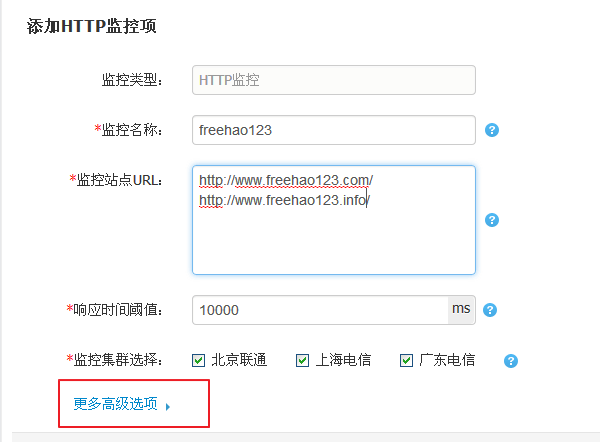 添加HTTP监控项
监控类型： HTTP监控
*监控名称： freehao123 ?
*监控站点URL： http://www.freehao123.com/
http://www.freehao123.info/ ?
*响应时间阈值： 10000 ms ?
*监控集群选择： 北京联通 上海电信 广东电信 ?
更多高级选项